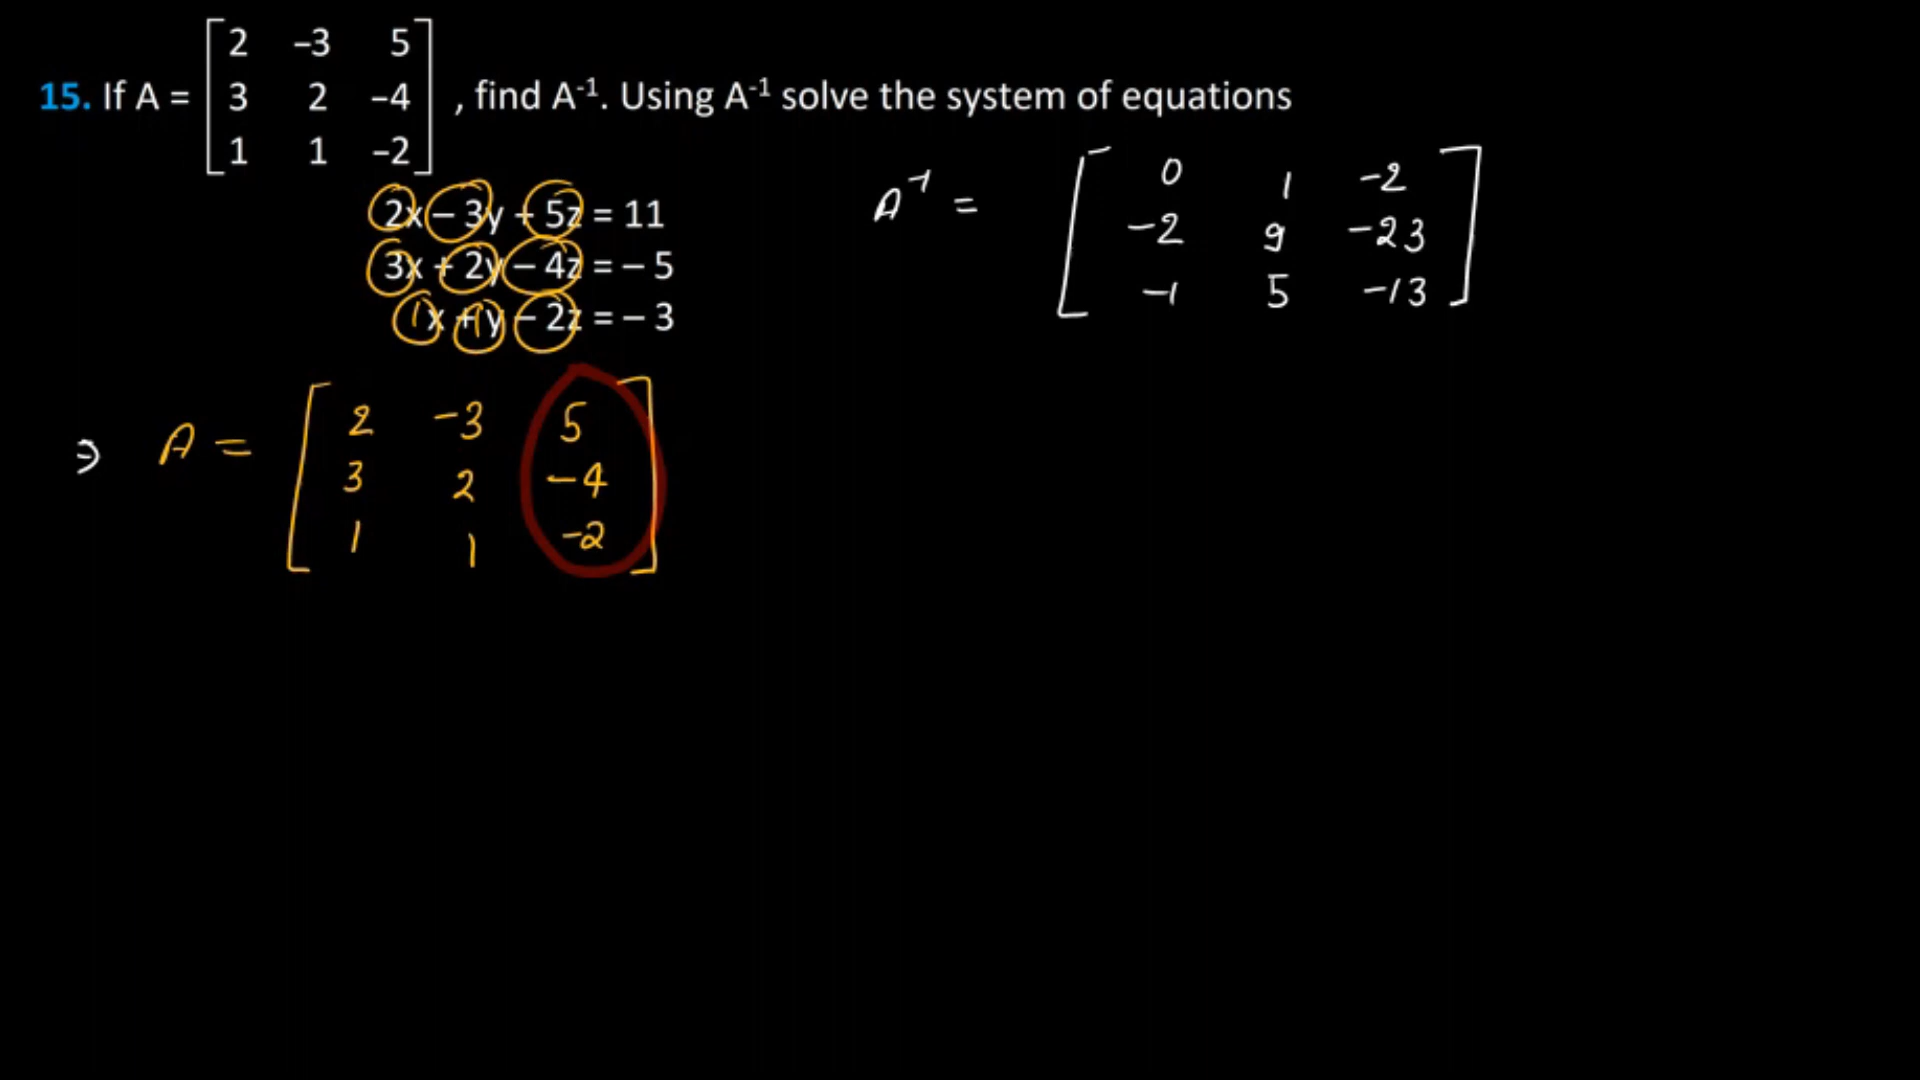 15. If A = [2 -3 5
3 2 -4
1 1 -2], find A⁻¹. Using A⁻¹ solve the system of equations
2x – 3y + 5z = 11
3x + 2y – 4z = – 5
1x + 1y – 2z = – 3
A⁻¹ = [0 1 -2
-2 9 -23
-1 5 -13]
⇒ A = [2 -3 5
3 2 -4
1 1 -2]